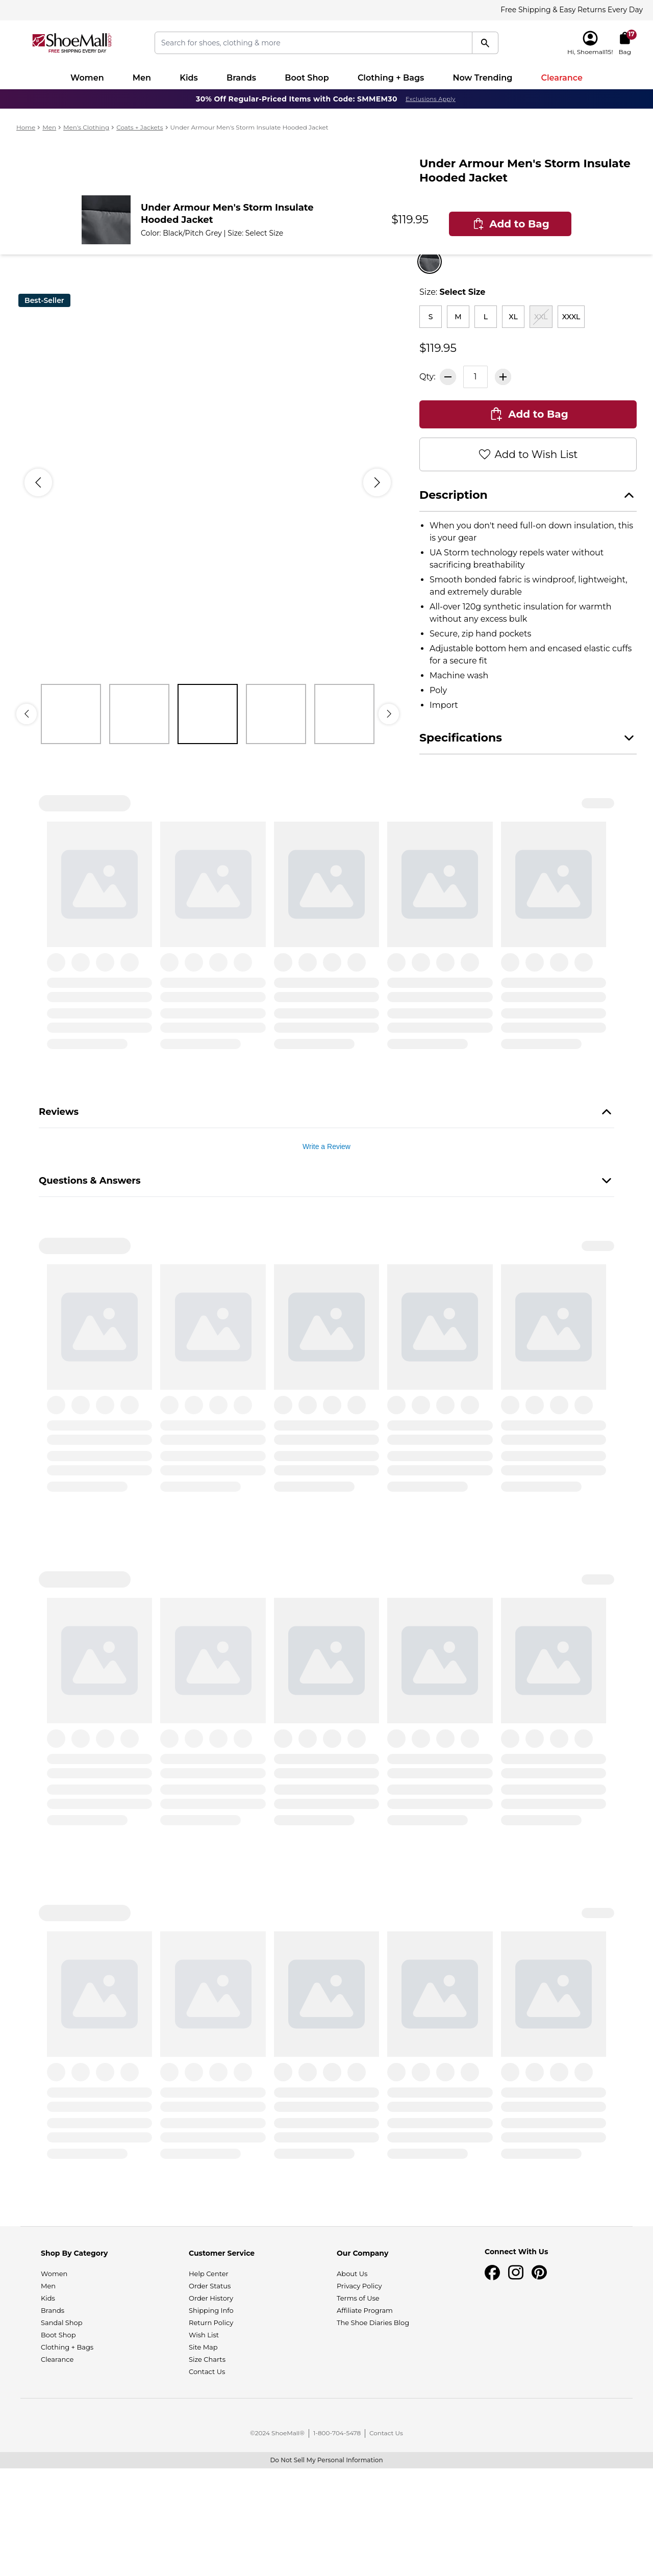 Free Shipping & Easy Returns Every Day
ShoeMall
FREE SHIPPING EVERY DAY
Search for shoes, clothing & more
Hi, Shoemall15!
17
Bag
Women Men Kids Brands Boot Shop Clothing + Bags Now Trending Clearance
30% Off Regular-Priced Items with Code: SMMEM30 Exclusions Apply
Home > Men > Men's Clothing > Coats + Jackets > Under Armour Men's Storm Insulate Hooded Jacket
Under Armour Men's Storm Insulate
Hooded Jacket
Under Armour Men's Storm Insulate
Hooded Jacket
Color: Black/Pitch Grey | Size: Select Size
$119.95
Add to Bag
Best-Seller
Size: Select Size
S M L XL XXL XXXL
$119.95
Qty: 1
Add to Bag
Add to Wish List
Description
• When you don't need full-on down insulation, this
is your gear
• UA Storm technology repels water without
sacrificing breathability
• Smooth bonded fabric is windproof, lightweight,
and extremely durable
• All-over 120g synthetic insulation for warmth
without any excess bulk
• Secure, zip hand pockets
• Adjustable bottom hem and encased elastic cuffs
for a secure fit
• Machine wash
• Poly
• Import
Specifications
Reviews
Write a Review
Questions & Answers
Shop By Category
Women
Men
Kids
Brands
Sandal Shop
Boot Shop
Clothing + Bags
Clearance
Customer Service
Help Center
Order Status
Order History
Shipping Info
Return Policy
Wish List
Site Map
Size Charts
Contact Us
Our Company
About Us
Privacy Policy
Terms of Use
Affiliate Program
The Shoe Diaries Blog
Connect With Us
©2024 ShoeMall® | 1-800-704-5478 | Contact Us
Do Not Sell My Personal Information